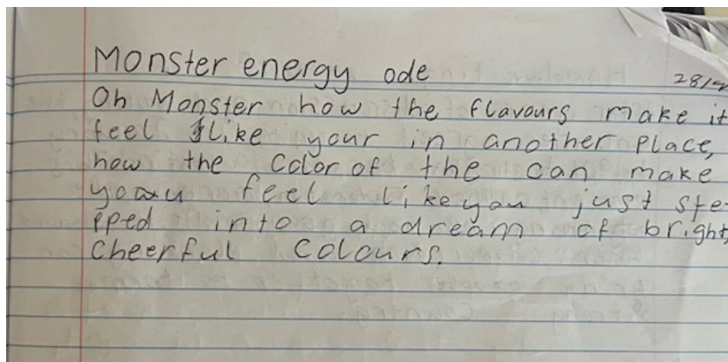 Monster energy ode
Oh Monster how the flavours make it
feel like your in another place,
how the color of the can make
you feel like you just ste-
pped into a dream of bright,
cheerful colours.